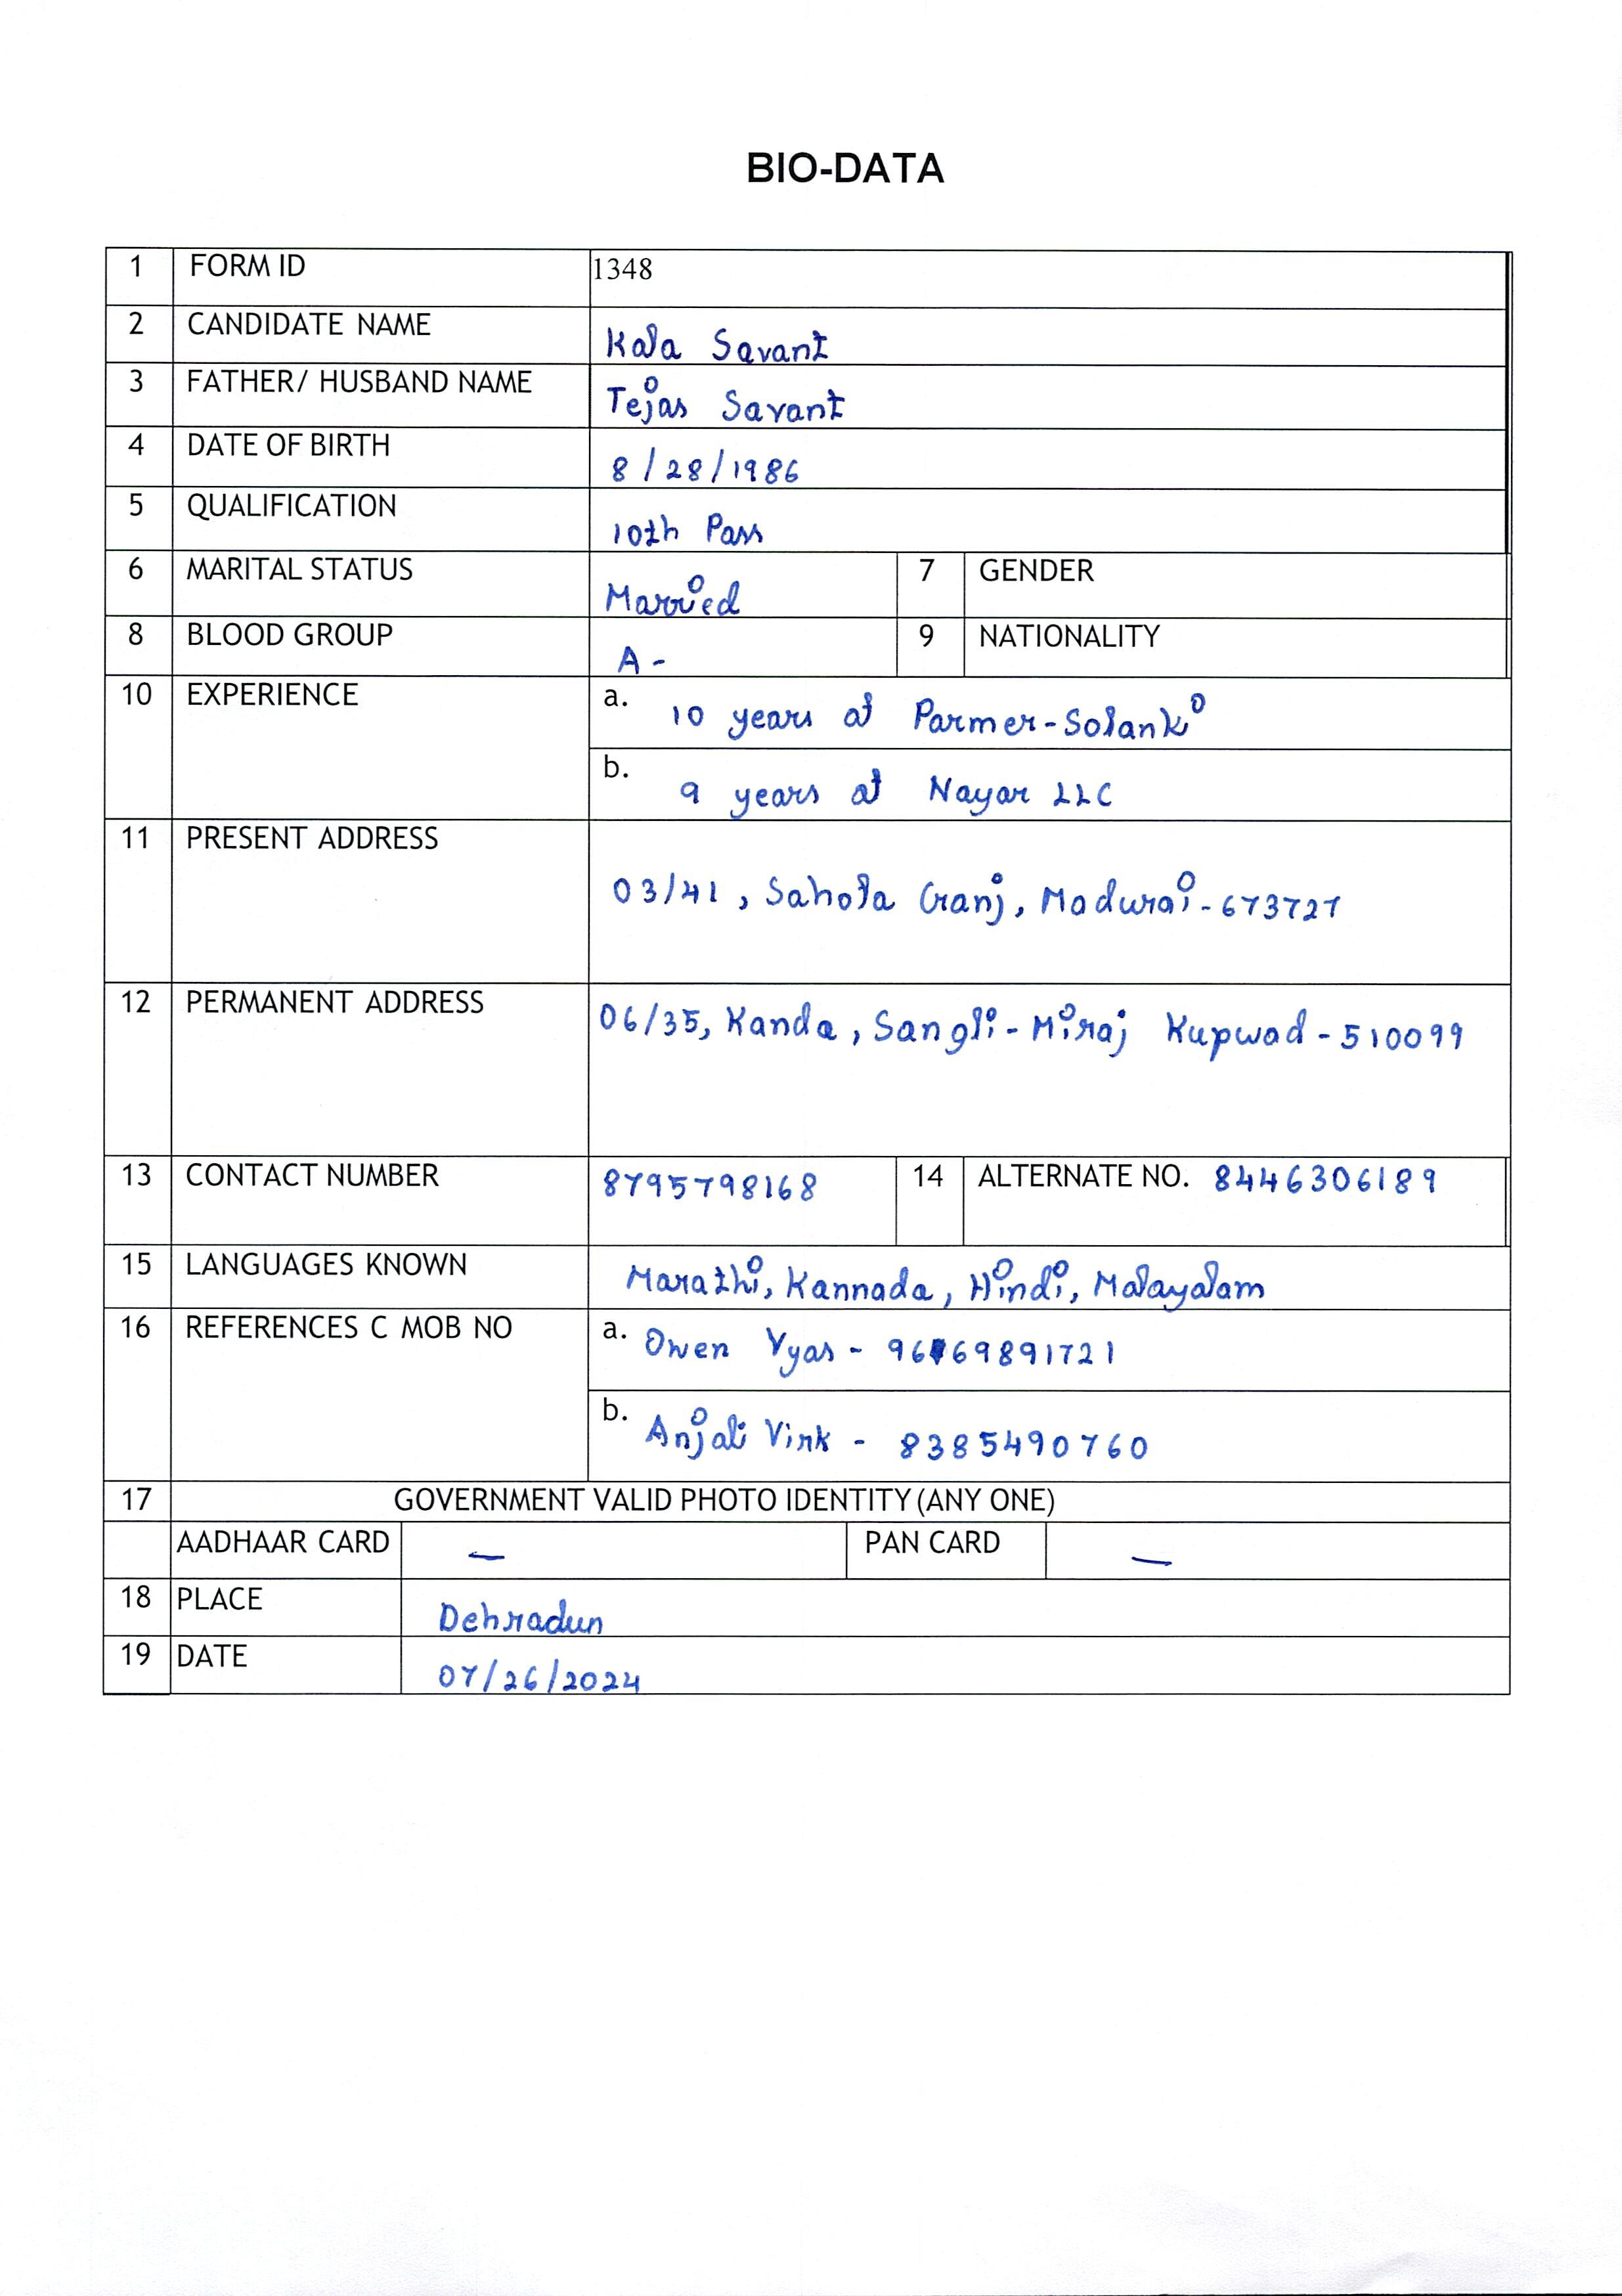 BIO-DATA
1 FORM ID 1348
2 CANDIDATE NAME Kala Savant
3 FATHER/ HUSBAND NAME Tejas Savant
4 DATE OF BIRTH 8/28/1986
5 QUALIFICATION 10th Pass
6 MARITAL STATUS Married 7 GENDER
8 BLOOD GROUP A- 9 NATIONALITY
10 EXPERIENCE a. 10 years at Parmer-Solanki
b. 9 years at Nayar LLC
11 PRESENT ADDRESS
03/41, Sahota Ganj, Madurai-673727
12 PERMANENT ADDRESS 06/35, Kanda, Sangli-Miraj Kupwad-510099
13 CONTACT NUMBER 8795798168 14 ALTERNATE NO. 8446306189
15 LANGUAGES KNOWN Marathi, Kannada, Hindi, Malayalam
16 REFERENCES C MOB NO a. Owen Vyas -
b. Anjali Virk - 8385490760
17 GOVERNMENT VALID PHOTO IDENTITY (ANY ONE)
AADHAAR CARD — PAN CARD —
18 PLACE Dehradun
19 DATE 07/26/2024